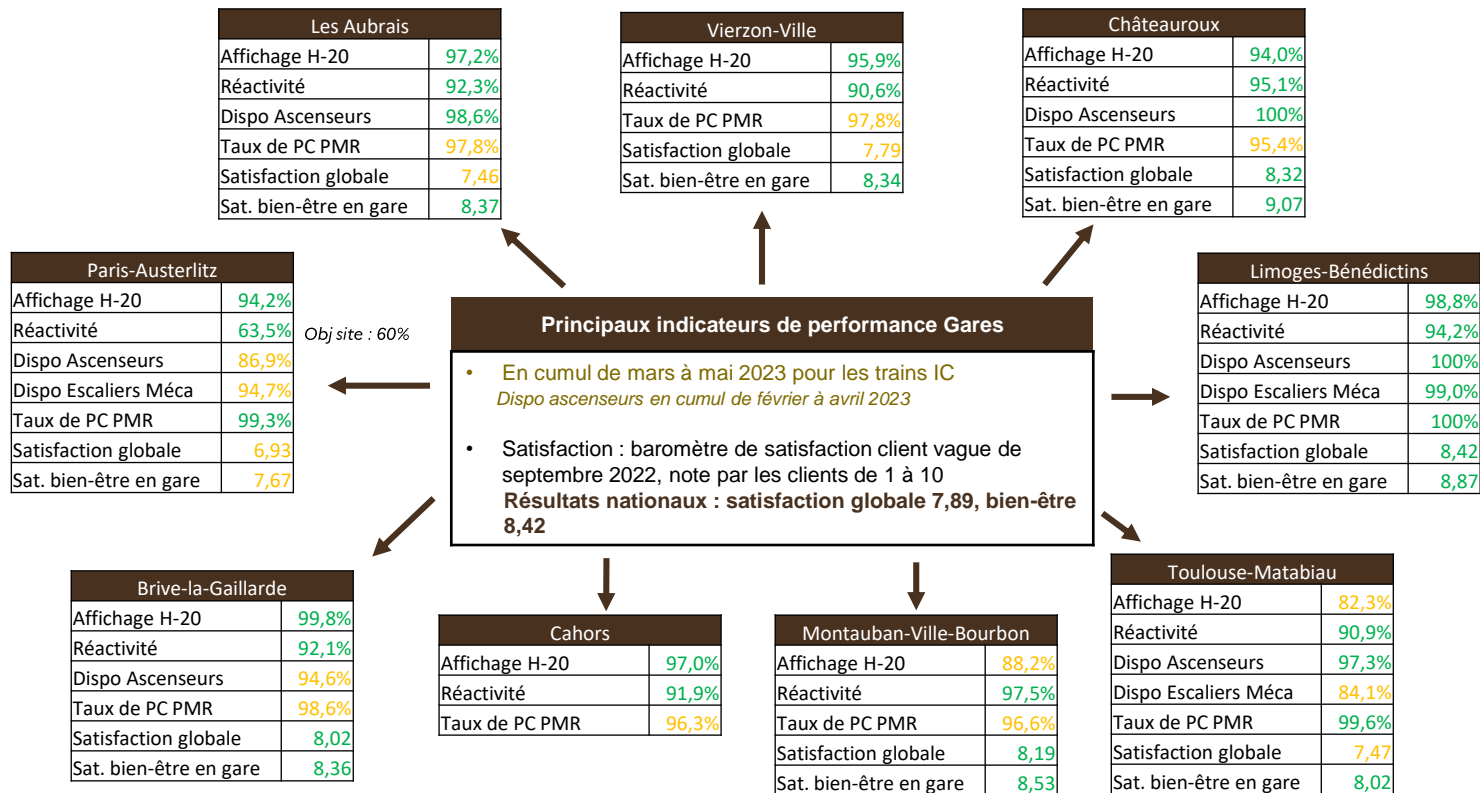 Les Aubrais
Affichage H-20 97,2%
Réactivité 92,3%
Dispo Ascenseurs 98,6%
Taux de PC PMR 97,8%
Satisfaction globale 7,46
Sat. bien-être en gare 8,37
Vierzon-Ville
Affichage H-20 95,9%
Réactivité 90,6%
Taux de PC PMR 97,8%
Satisfaction globale 7,79
Sat. bien-être en gare 8,34
Châteauroux
Affichage H-20 94,0%
Réactivité 95,1%
Dispo Ascenseurs 100%
Taux de PC PMR 95,4%
Satisfaction globale 8,32
Sat. bien-être en gare 9,07
Paris-Austerlitz
Affichage H-20 94,2%
Réactivité 63,5% Obj site : 60%
Dispo Ascenseurs 86,9%
Dispo Escaliers Méca 94,7%
Taux de PC PMR 99,3%
Satisfaction globale 6,93
Sat. bien-être en gare 7,67
Principaux indicateurs de performance Gares
• En cumul de mars à mai 2023 pour les trains IC
Dispo ascenseurs en cumul de février à avril 2023
• Satisfaction : baromètre de satisfaction client vague de
septembre 2022, note par les clients de 1 à 10
Résultats nationaux : satisfaction globale 7,89, bien-être
8,42
Limoges-Bénédictins
Affichage H-20 98,8%
Réactivité 94,2%
Dispo Ascenseurs 100%
Dispo Escaliers Méca 99,0%
Taux de PC PMR 100%
Satisfaction globale 8,42
Sat. bien-être en gare 8,87
Brive-la-Gaillarde
Affichage H-20 99,8%
Réactivité 92,1%
Dispo Ascenseurs 94,6%
Taux de PC PMR 98,6%
Satisfaction globale 8,02
Sat. bien-être en gare 8,36
Cahors
Affichage H-20 97,0%
Réactivité 91,9%
Taux de PC PMR 96,3%
Montauban-Ville-Bourbon
Affichage H-20 88,2%
Réactivité 97,5%
Taux de PC PMR 96,6%
Satisfaction globale 8,19
Sat. bien-être en gare 8,53
Toulouse-Matabiau
Affichage H-20 82,3%
Réactivité 90,9%
Dispo Ascenseurs 97,3%
Dispo Escaliers Méca 84,1%
Taux de PC PMR 99,6%
Satisfaction globale 7,47
Sat. bien-être en gare 8,02